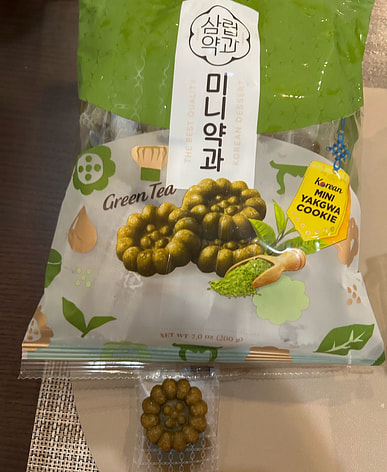 삼립
약과
미니약과
THE BEST QUALITY
KOREAN DESSERT
Green Tea
Korean
MINI
YAKGWA
COOKIE
NET WT 7.0 oz (200 g)